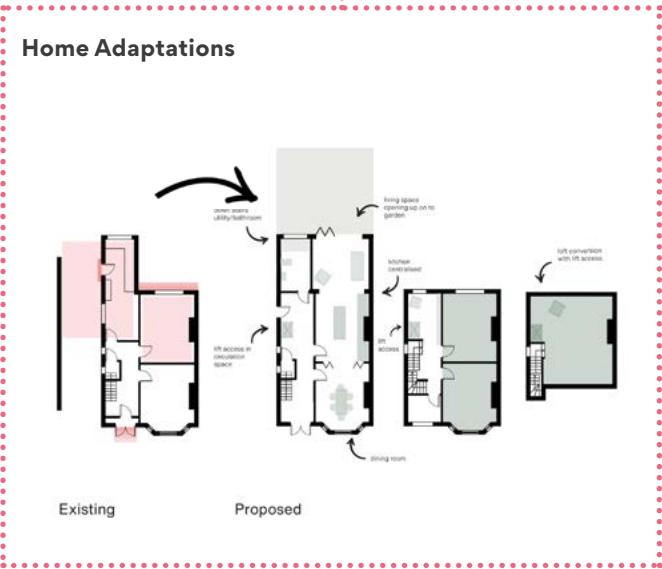 Home Adaptations
down stairs
utility/bathroom
living space
opening up on to
garden
kitchen
centralised
loft conversion
with lift access
lift access in
circulation
space
lift
access
dining room
Existing
Proposed